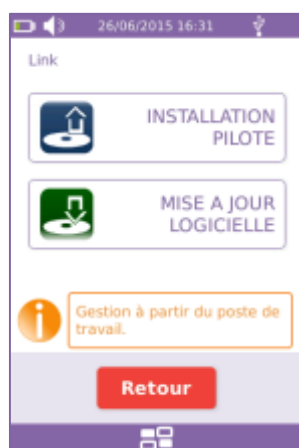 26/06/2015 16:31
Link
INSTALLATION
PILOTE
MISE A JOUR
LOGICIELLE
Gestion à partir du poste de
travail.
Retour